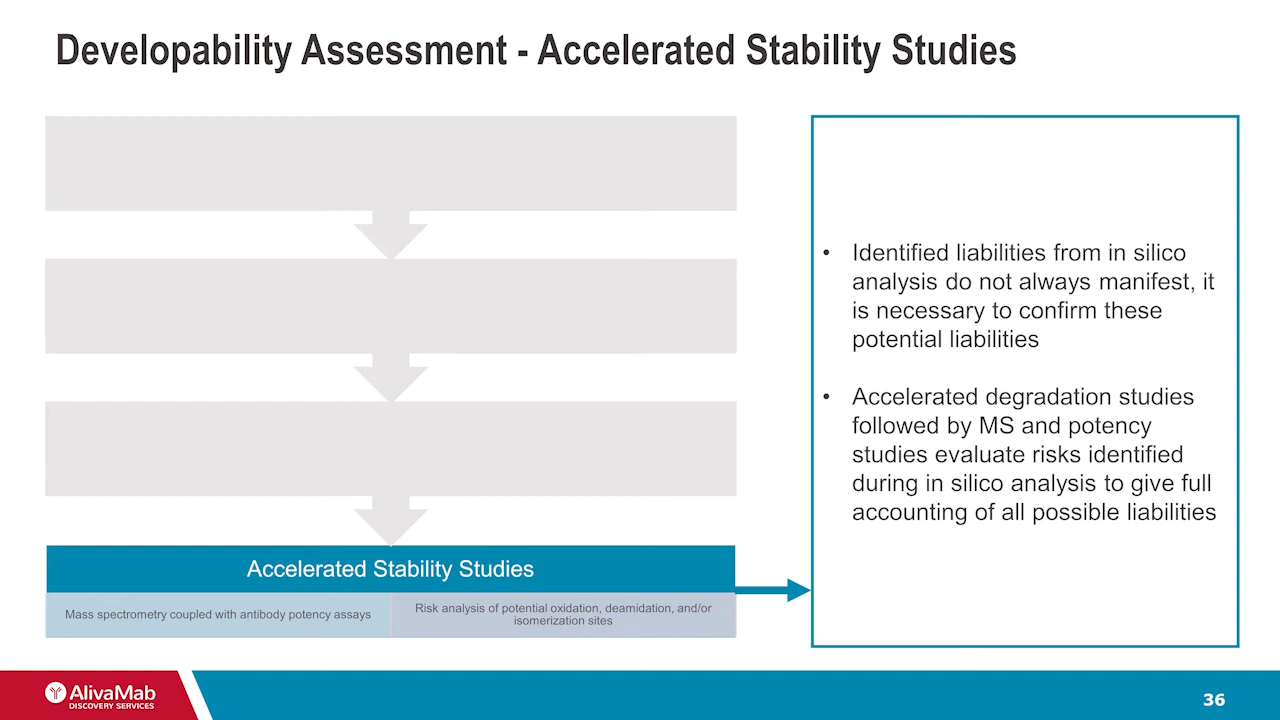 Developability Assessment - Accelerated Stability Studies
• Identified liabilities from in silico
analysis do not always manifest, it
is necessary to confirm these
potential liabilities
• Accelerated degradation studies
followed by MS and potency
studies evaluate risks identified
during in silico analysis to give full
accounting of all possible liabilities
Accelerated Stability Studies
Mass spectrometry coupled with antibody potency assays
Risk analysis of potential oxidation, deamidation, and/or
isomerization sites
AlivaMab
DISCOVERY SERVICES
36